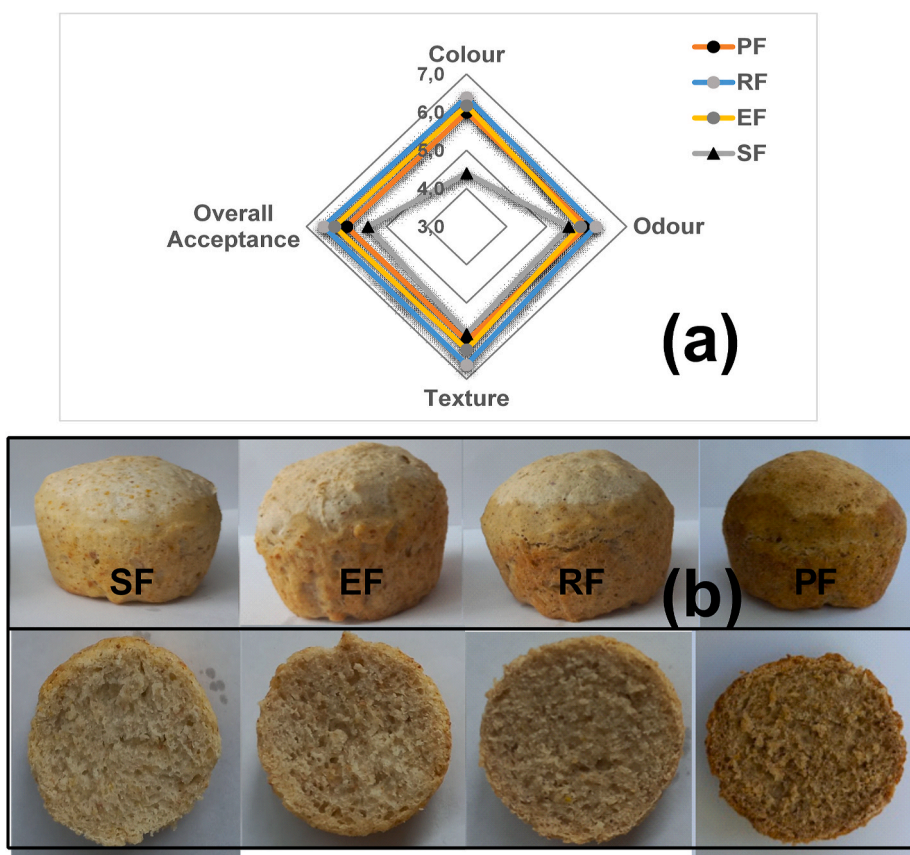 Colour
7,0
6,0
5,0
4,0
3,0
PF
RF
EF
SF
Overall
Acceptance
Odour
Texture
(a)
SF
EF
RF
PF
(b)